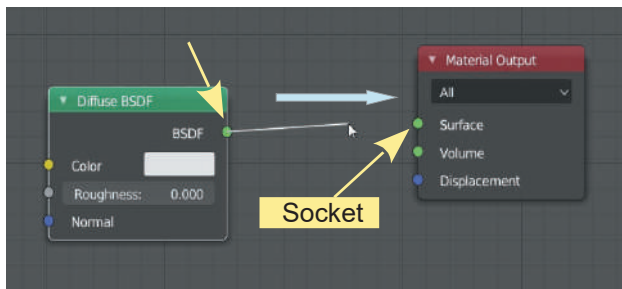 Diffuse BSDF
BSDF
Color
Roughness: 0.000
Normal
Material Output
All
Surface
Volume
Displacement
Socket